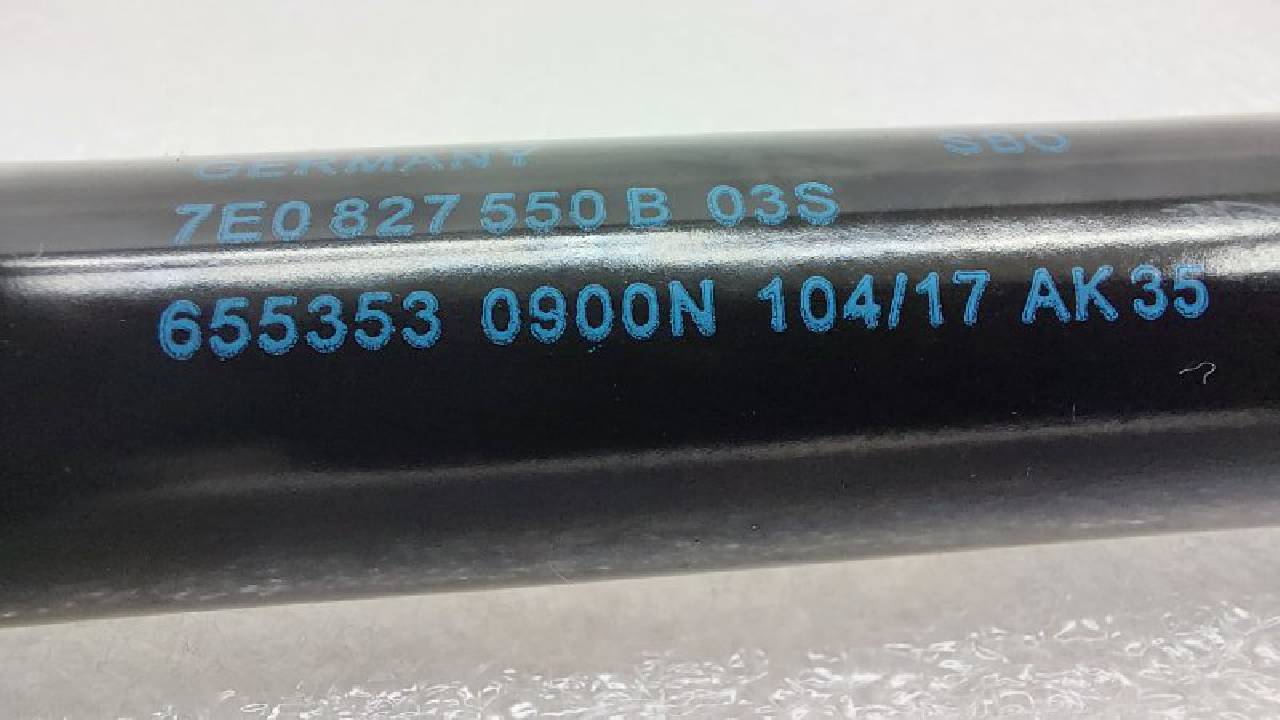 GERMANY SBO
7E0 827 550 B 03S
655353 0900N 104/17 AK35